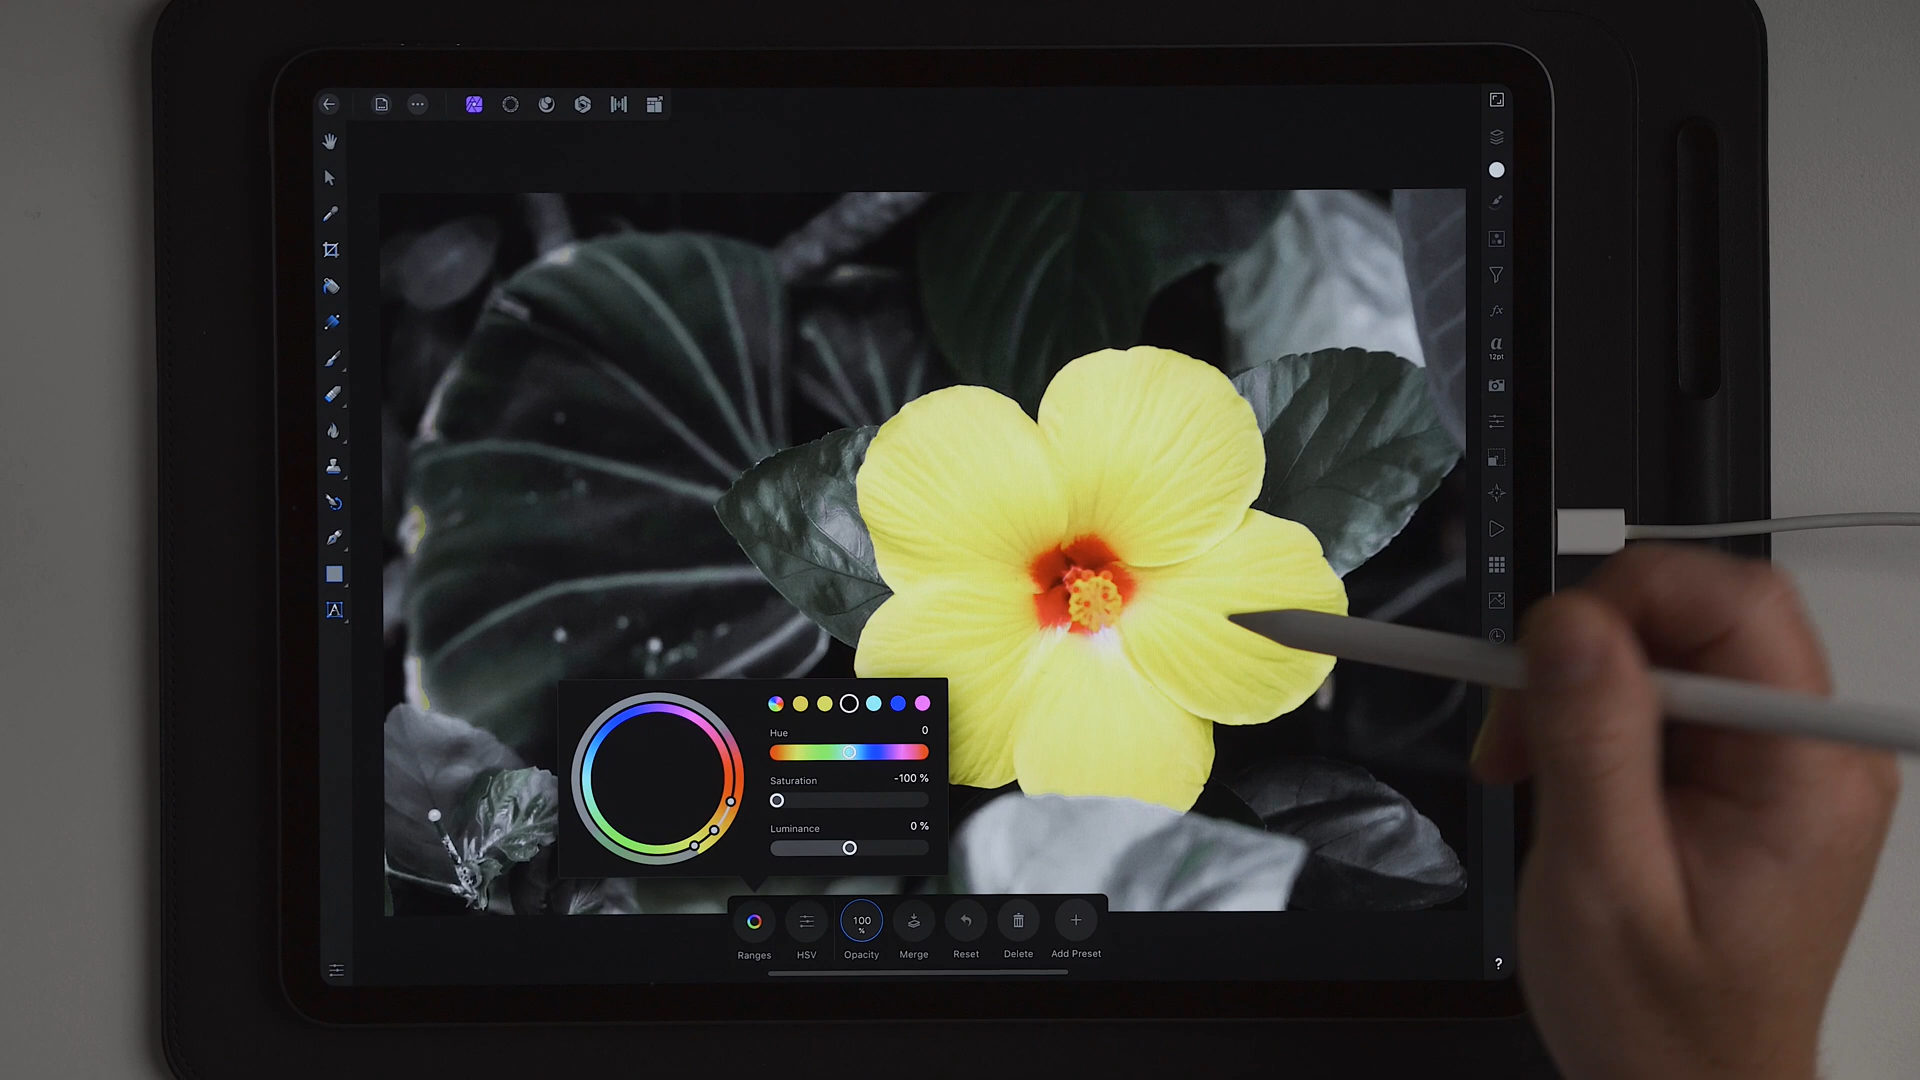 a
12pt
A
Hue 0
Saturation -100 %
Luminance 0 %
100
%
Ranges HSV Opacity Merge Reset Delete Add Preset
?